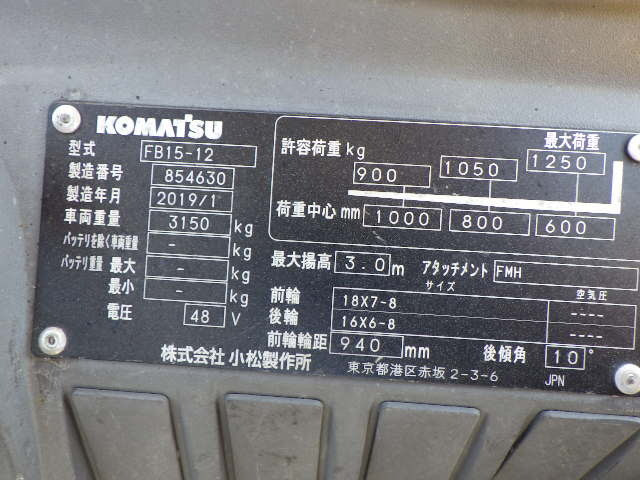 KOMATSU
型式 FB15-12
製造番号 854630
製造年月 2019/1
車両重量 3150 kg
バッテリを除く車両重量 - kg
バッテリ重量 最大 - kg
最小 - kg
電圧 48 V
株式会社 小松製作所
最大荷重
許容荷重 kg 900 1050 1250
荷重中心 mm 1000 800 600
最大揚高 3.0 m アタッチメント FMH
サイズ 空気圧
前輪 18X7-8 ----
後輪 16X6-8 ----
前輪輪距 940 mm 後傾角 10°
東京都港区赤坂 2-3-6 JPN